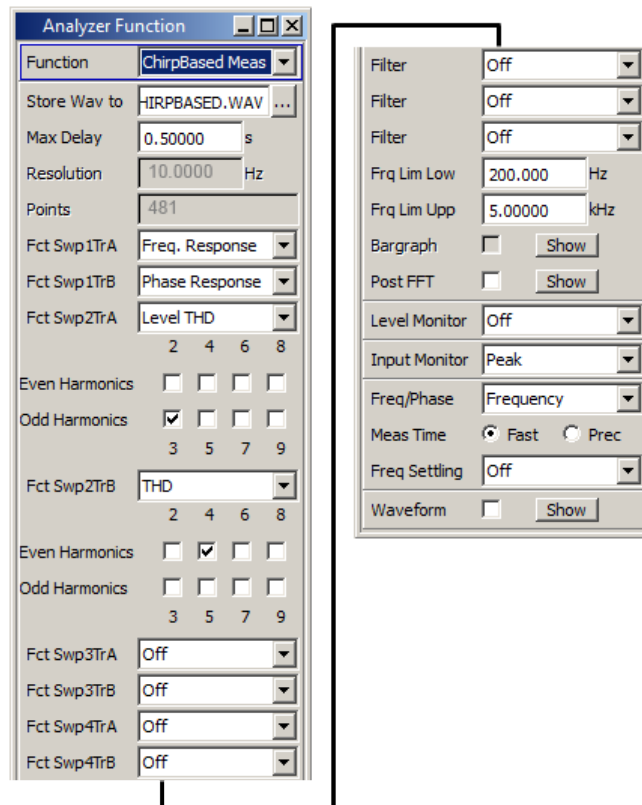 Analyzer Function
Function ChirpBased Meas
Store Wav to HIRPBASED.WAV ...
Max Delay 0.50000 s
Resolution 10.0000 Hz
Points 481
Fct Swp1TrA Freq. Response
Fct Swp1TrB Phase Response
Fct Swp2TrA Level THD
2 4 6 8
Even Harmonics
Odd Harmonics
3 5 7 9
Fct Swp2TrB THD
2 4 6 8
Even Harmonics
Odd Harmonics
3 5 7 9
Fct Swp3TrA Off
Fct Swp3TrB Off
Fct Swp4TrA Off
Fct Swp4TrB Off
Filter Off
Filter Off
Filter Off
Frq Lim Low 200.000 Hz
Frq Lim Upp 5.00000 kHz
Bargraph Show
Post FFT Show
Level Monitor Off
Input Monitor Peak
Freq/Phase Frequency
Meas Time Fast Prec
Freq Settling Off
Waveform Show